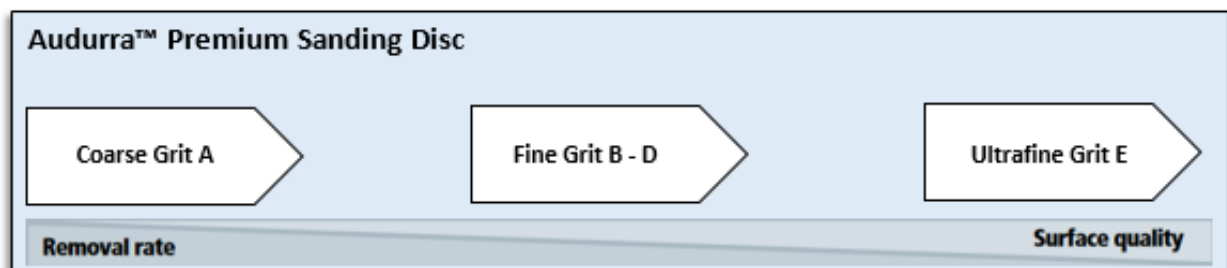 Audurra™ Premium Sanding Disc
Coarse Grit A
Fine Grit B - D
Ultrafine Grit E
Removal rate
Surface quality